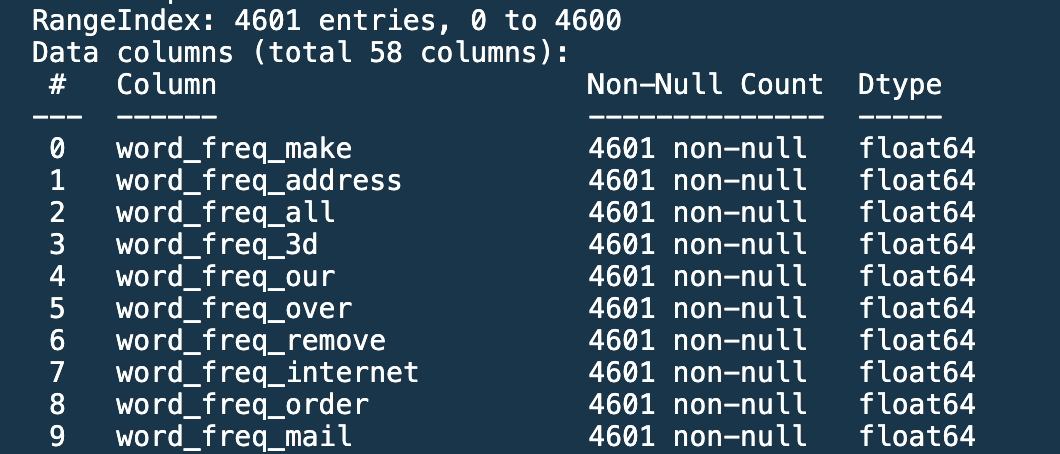 RangeIndex: 4601 entries, 0 to 4600
Data columns (total 58 columns):
 #   Column                      Non-Null Count  Dtype
---  ------                      --------------  -----
 0   word_freq_make              4601 non-null   float64
 1   word_freq_address           4601 non-null   float64
 2   word_freq_all               4601 non-null   float64
 3   word_freq_3d                4601 non-null   float64
 4   word_freq_our               4601 non-null   float64
 5   word_freq_over              4601 non-null   float64
 6   word_freq_remove            4601 non-null   float64
 7   word_freq_internet          4601 non-null   float64
 8   word_freq_order             4601 non-null   float64
 9   word_freq_mail              4601 non-null   float64